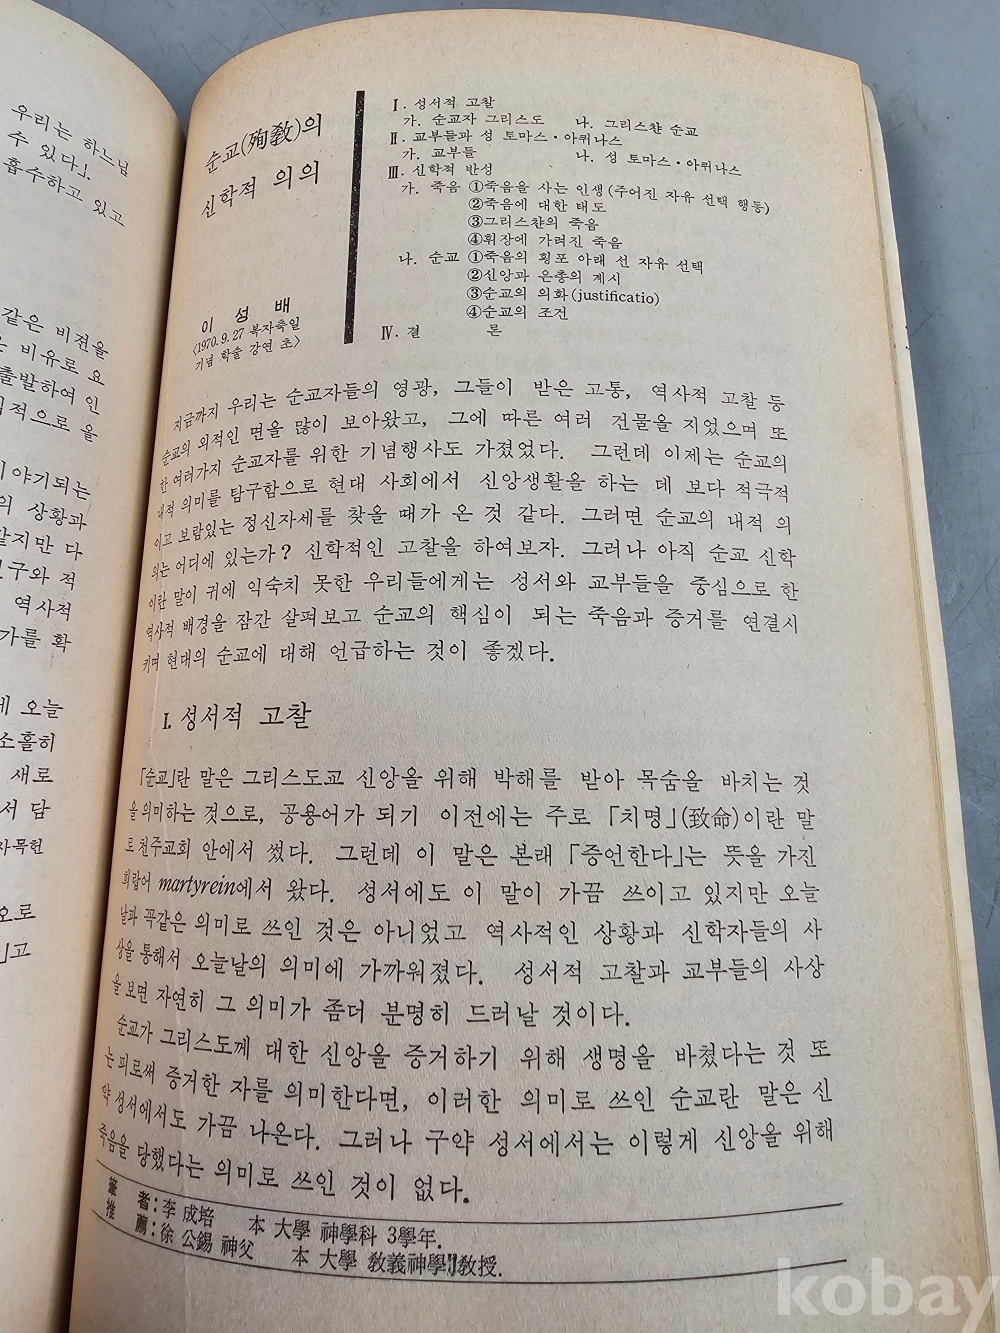 우리는 하느님
수 있다」.
흡수하고 있고
같은 비전을
비유로 요
출발하여 인
적으로 올
이야기되는
의 상황과
같지만 다
구와 적
역사적
가를 확
오늘
소홀히
새로
서 담
자목헌
오로
고
순교(殉敎)의
신학적 의의
이 성 배
〈1970.9.27 복자축일
기념 학술 강연 초〉
Ⅰ. 성서적 고찰
가. 순교자 그리스도 나. 그리스챤 순교
Ⅱ. 교부들과 성 토마스·아퀴나스
가. 교부들 나. 성 토마스·아퀴나스
Ⅲ. 신학적 반성
가. 죽음 ①죽음을 사는 인생(주어진 자유 선택 행동)
②죽음에 대한 태도
③그리스챤의 죽음
④휘장에 가려진 죽음
나. 순교 ①죽음의 횡포 아래 선 자유 선택
②신앙과 은총의 계시
③순교의 의화(justificatio)
④순교의 조건
Ⅳ. 결 론
지금까지 우리는 순교자들의 영광, 그들이 받은 고통, 역사적 고찰 등
순교의 외적인 면을 많이 보아왔고, 그에 따른 여러 건물을 지었으며 또
한 여러가지 순교자를 위한 기념행사도 가졌었다. 그런데 이제는 순교의
내적 의미를 탐구함으로 현대 사회에서 신앙생활을 하는 데 보다 적극적
이고 보람있는 정신자세를 찾을 때가 온 것 같다. 그러면 순교의 내적 의
의는 어디에 있는가? 신학적인 고찰을 하여보자. 그러나 아직 순교 신학
이란 말이 귀에 익숙치 못한 우리들에게는 성서와 교부들을 중심으로 한
역사적 배경을 잠간 살펴보고 순교의 핵심이 되는 죽음과 증거를 연결시
키며 현대의 순교에 대해 언급하는 것이 좋겠다.
Ⅰ. 성서적 고찰
「순교」란 말은 그리스도교 신앙을 위해 박해를 받아 목숨을 바치는 것
을 의미하는 것으로, 공용어가 되기 이전에는 주로 「치명」(致命)이란 말
로 천주교회 안에서 썼다. 그런데 이 말은 본래 「증언한다」는 뜻을 가진
희랍어 martyrein에서 왔다. 성서에도 이 말이 가끔 쓰이고 있지만 오늘
날과 꼭같은 의미로 쓰인 것은 아니었고 역사적인 상황과 신학자들의 사
상을 통해서 오늘날의 의미에 가까워졌다. 성서적 고찰과 교부들의 사상
을 보면 자연히 그 의미가 좀더 분명히 드러날 것이다.
순교가 그리스도께 대한 신앙을 증거하기 위해 생명을 바쳤다는 것 또
는 피로써 증거한 자를 의미한다면, 이러한 의미로 쓰인 순교란 말은 신
약 성서에서도 가끔 나온다. 그러나 구약 성서에서는 이렇게 신앙을 위해
죽음을 당했다는 의미로 쓰인 것이 없다.
筆 者: 李 成培 本 大學 神學科 3學年.
推 薦: 徐 公錫 神父 本 大學 敎義神學 敎授.
kobay